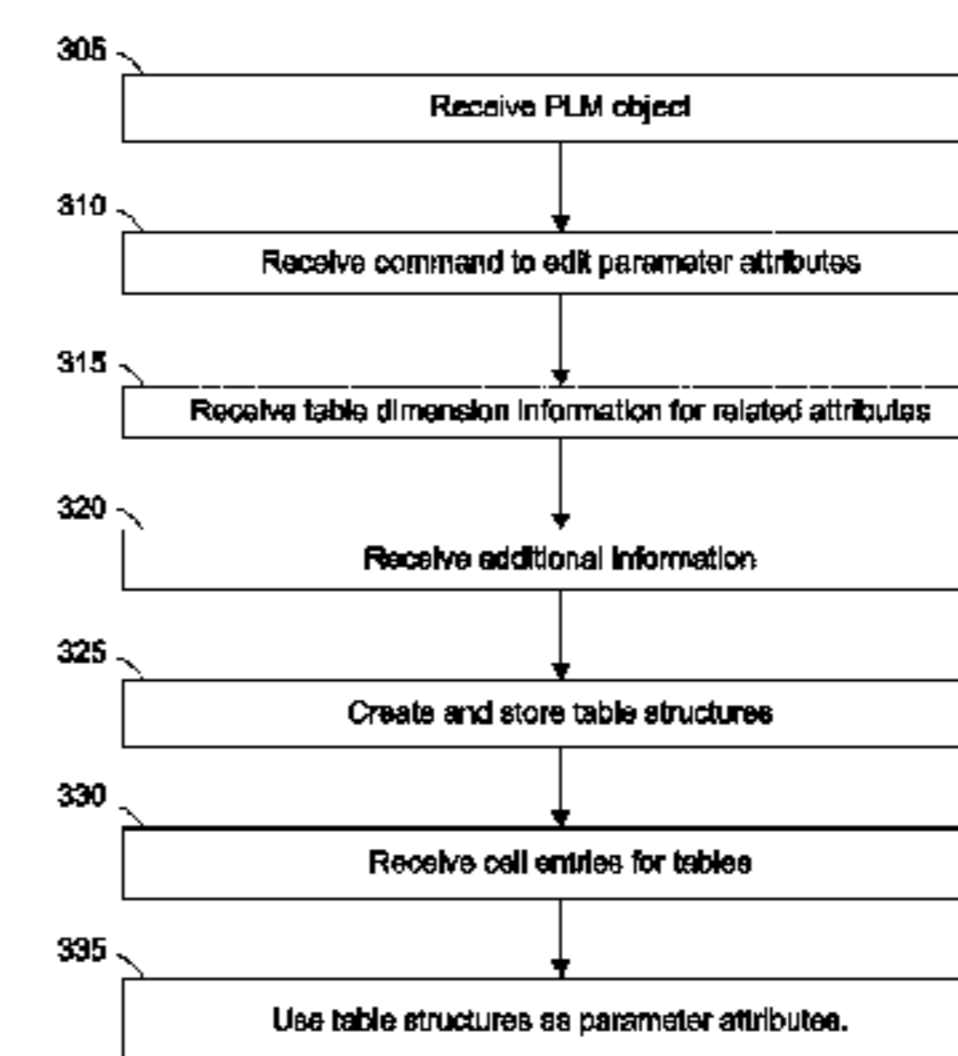 305
Receive PLM object
310
Receive command to edit parameter attributes
315
Receive table dimension information for related attributes
320
Receive additional information
325
Create and store table structures
330
Receive cell entries for tables
335
Use table structures as parameter attributes.